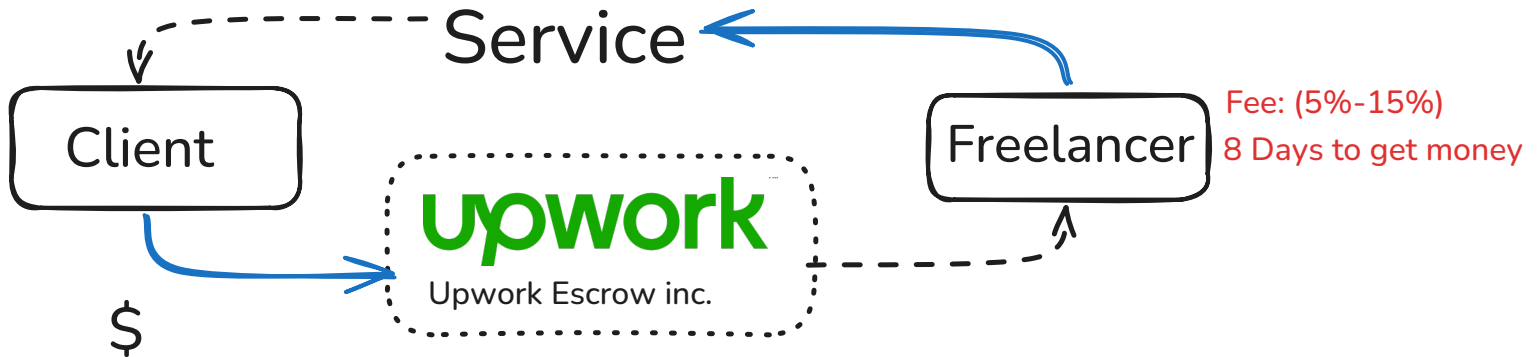 Service
Client
Freelancer
Fee: (5%-15%)
8 Days to get money
upwork
Upwork Escrow inc.
$